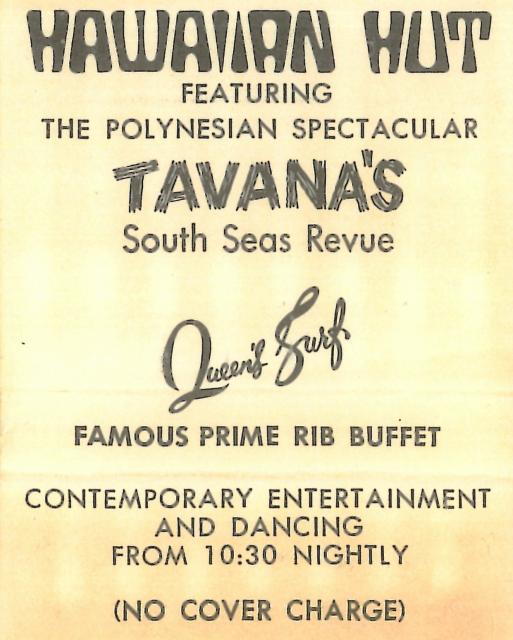 HAWAIIAN HUT
FEATURING
THE POLYNESIAN SPECTACULAR
TAVANA'S
South Seas Revue
Queen's Surf
FAMOUS PRIME RIB BUFFET
CONTEMPORARY ENTERTAINMENT
AND DANCING
FROM 10:30 NIGHTLY
(NO COVER CHARGE)